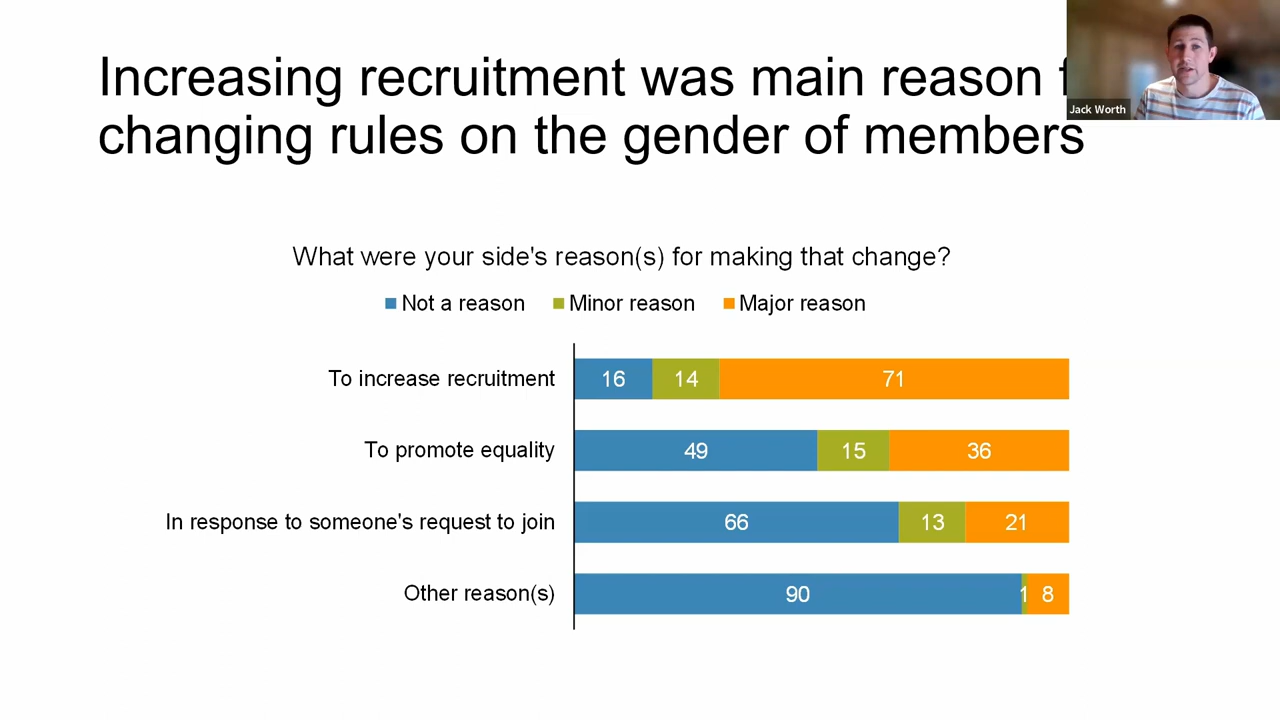 Increasing recruitment was main reason
changing rules on the gender of members
Jack Worth
What were your side's reason(s) for making that change?
Not a reason Minor reason Major reason
To increase recruitment 16 14 71
To promote equality 49 15 36
In response to someone's request to join 66 13 21
Other reason(s) 90 1 8